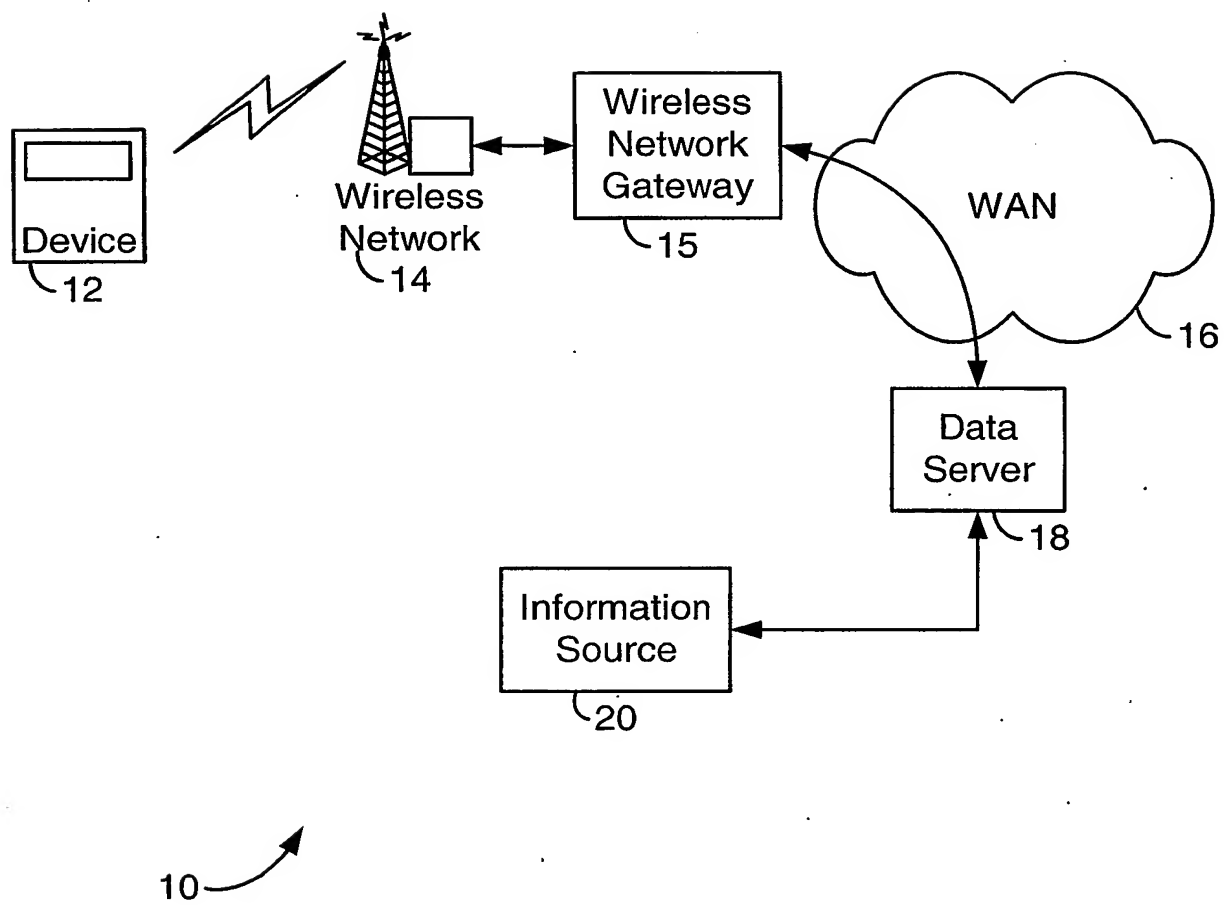 Device
12
Wireless
Network
14
Wireless
Network
Gateway
15
WAN
16
Data
Server
18
Information
Source
20
10